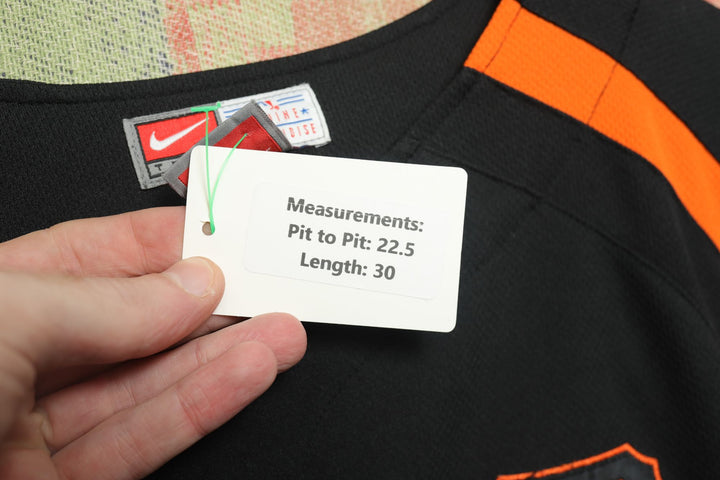 Measurements:
Pit to Pit: 22.5
Length: 30